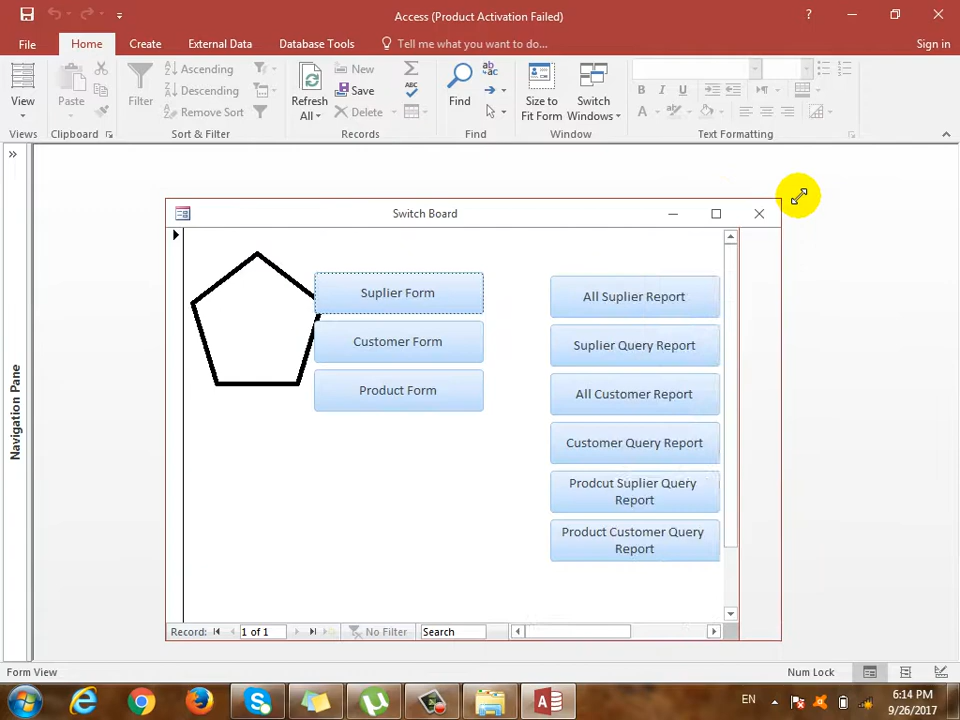 Access (Product Activation Failed)
File
Home
Create
External Data
Database Tools
Tell me what you want to do...
Sign in
View
Paste
Filter
Ascending
Descending
Remove Sort
Refresh
All
New
Save
Delete
Find
Size to
Fit Form
Switch
Windows
B I U
A
Views
Clipboard
Sort & Filter
Records
Find
Window
Text Formatting
Navigation Pane
Switch Board
Suplier Form
Customer Form
Product Form
All Suplier Report
Suplier Query Report
All Customer Report
Customer Query Report
Prodcut Suplier Query
Report
Product Customer Query
Report
Record:
1 of 1
No Filter
Search
Form View
Num Lock
EN
6:14 PM
9/26/2017